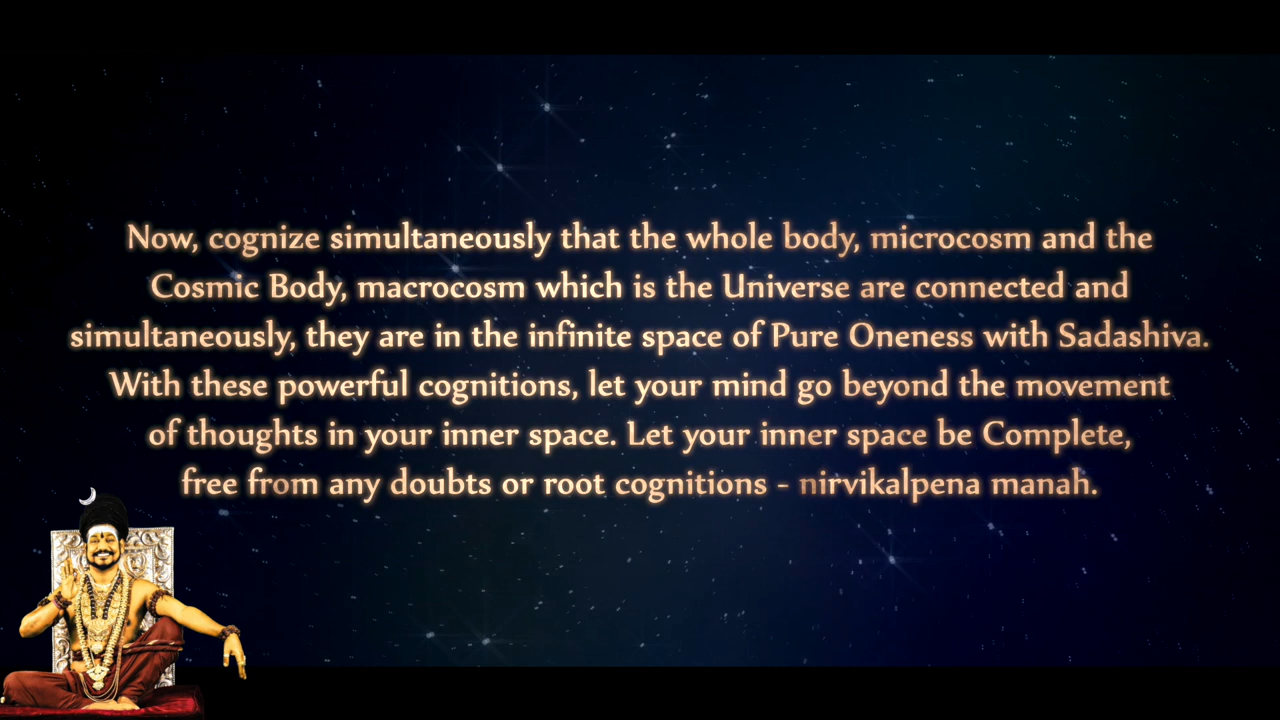 Now, cognize simultaneously that the whole body, microcosm and the
Cosmic Body, macrocosm which is the Universe are connected and
simultaneously, they are in the infinite space of Pure Oneness with Sadashiva.
With these powerful cognitions, let your mind go beyond the movement
of thoughts in your inner space. Let your inner space be Complete,
free from any doubts or root cognitions - nirvikalpena manah.